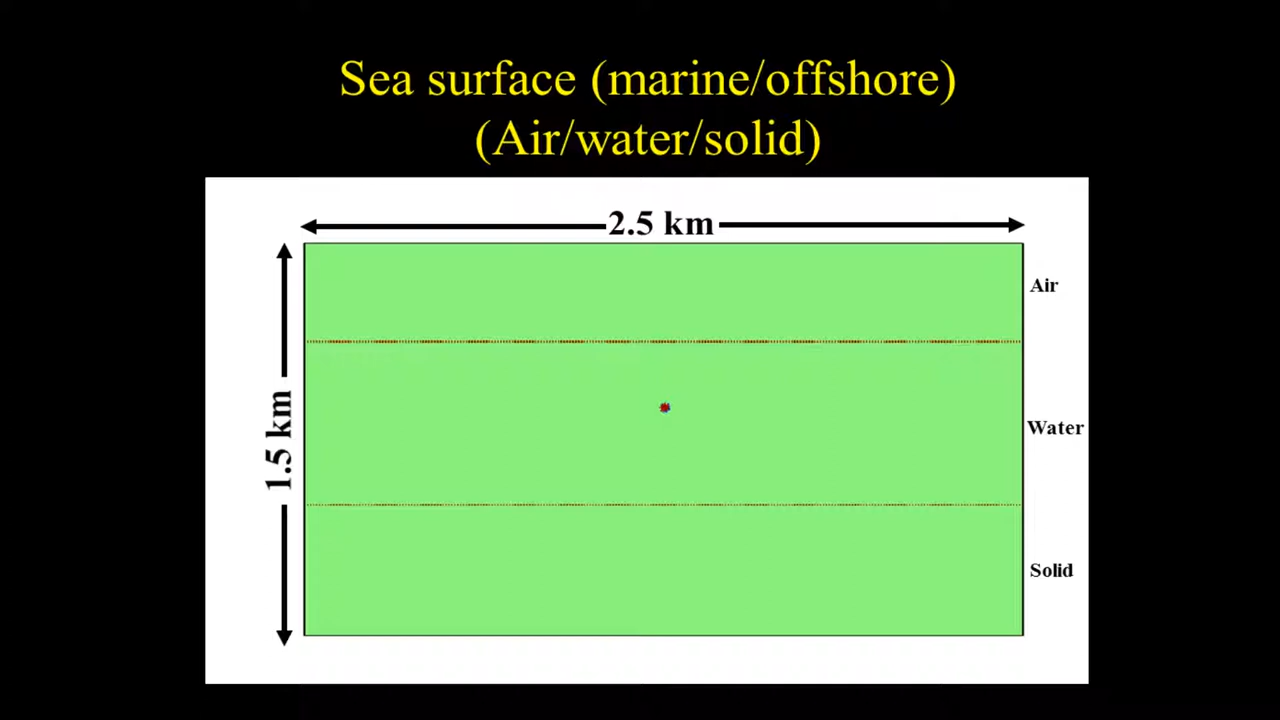 Sea surface (marine/offshore)
(Air/water/solid)
2.5 km
Air
1.5 km
Water
Solid